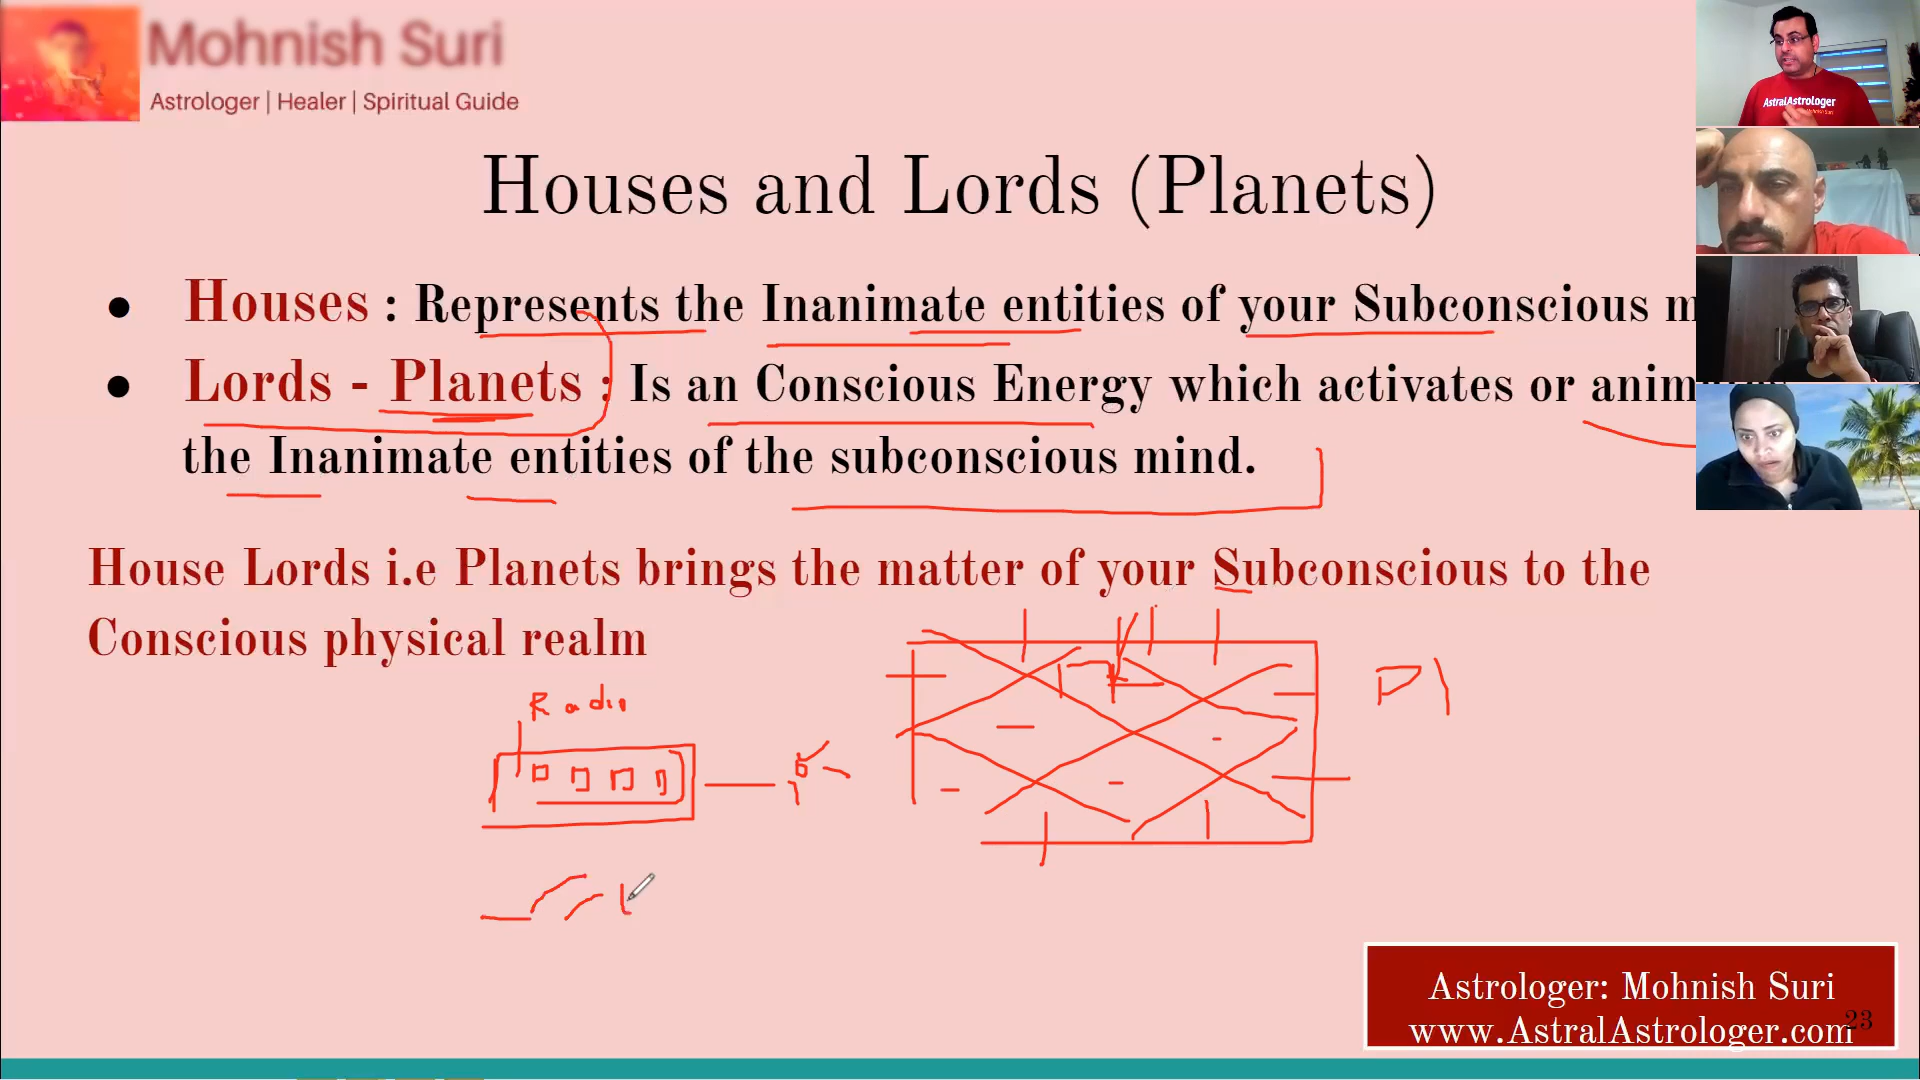 Mohnish Suri
Astrologer | Healer | Spiritual Guide
Houses and Lords (Planets)
● Houses : Represents the Inanimate entities of your Subconscious m
● Lords - Planets : Is an Conscious Energy which activates or anim
the Inanimate entities of the subconscious mind.
House Lords i.e Planets brings the matter of your Subconscious to the
Conscious physical realm
Radio
D1
AstralAstrologer
Astrologer: Mohnish Suri
www.AstralAstrologer.com
23